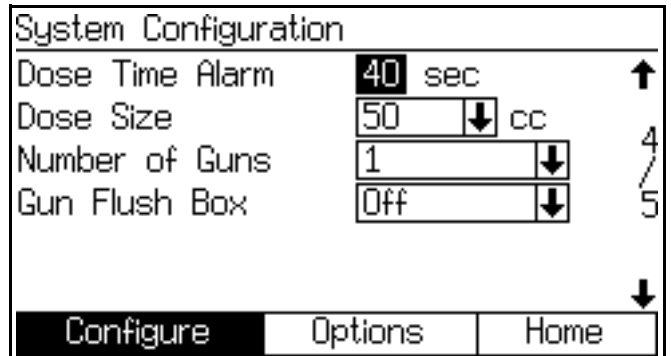 System Configuration
Dose Time Alarm 40 sec
Dose Size 50 cc
Number of Guns 1
Gun Flush Box Off
4/5
Configure Options Home